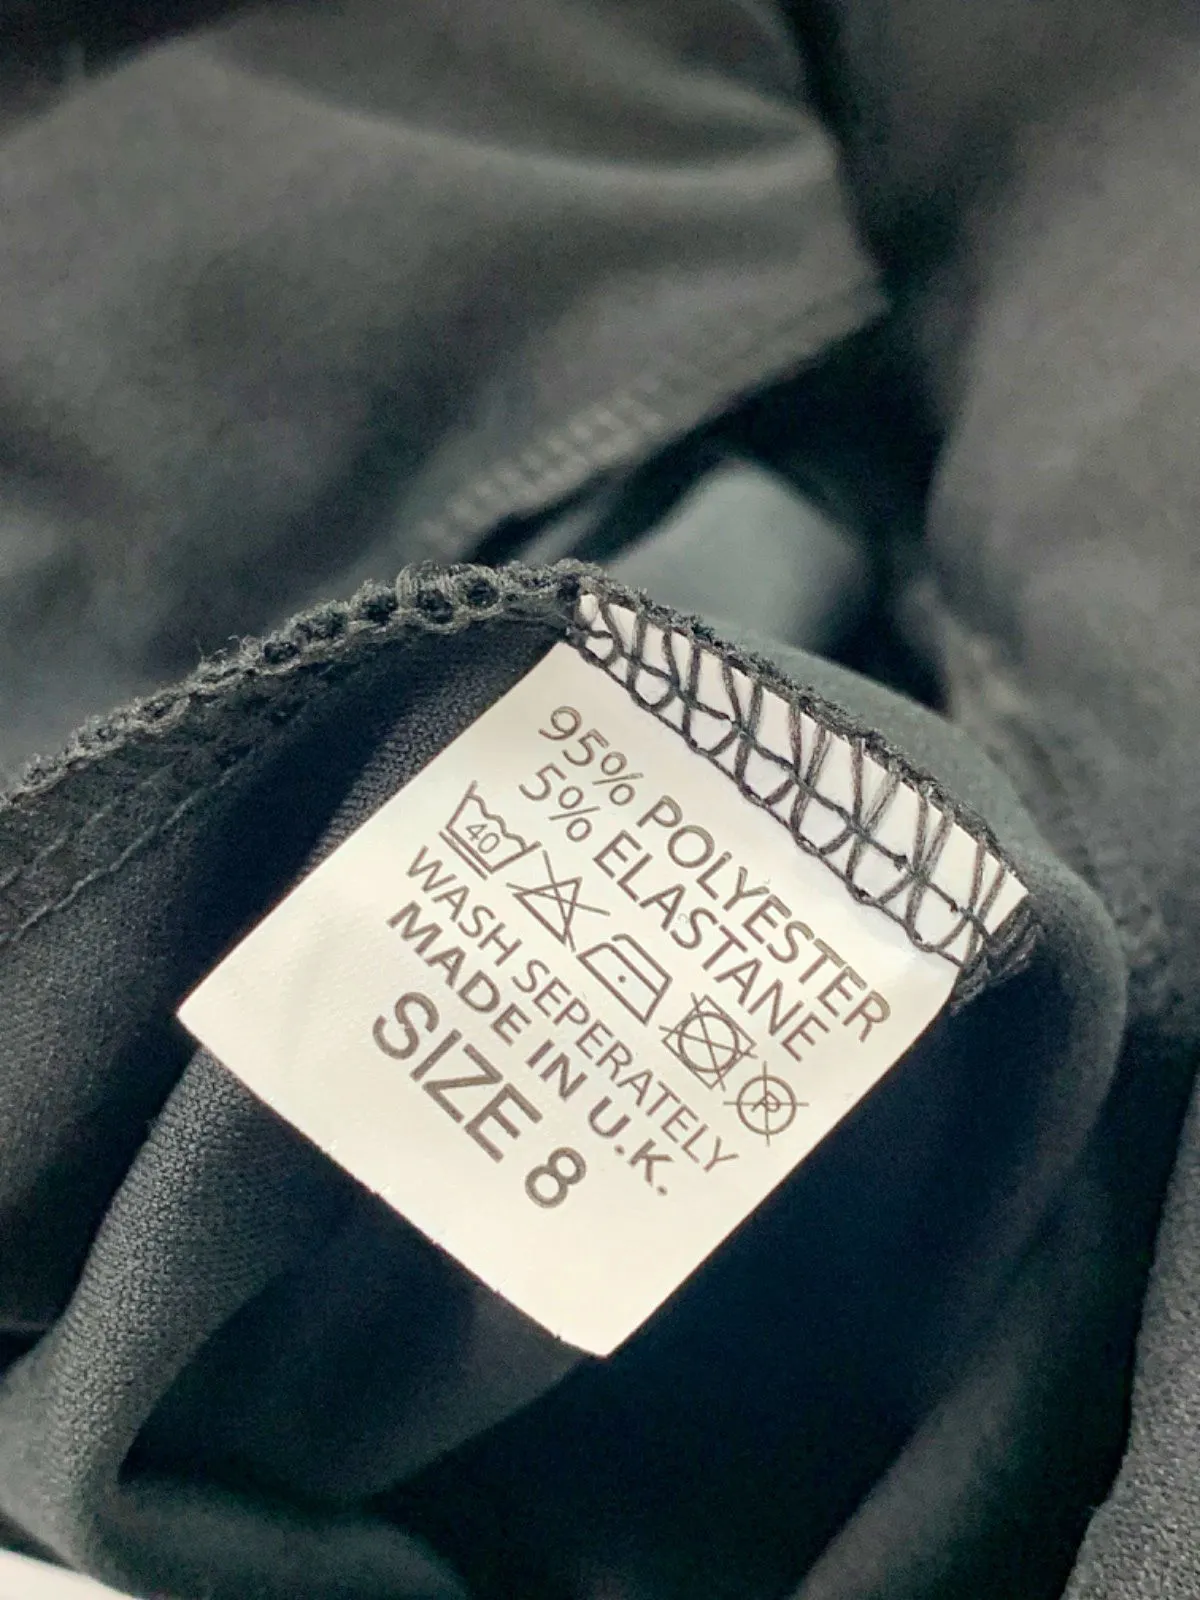 95% POLYESTER
5% ELASTANE
40 P
WASH SEPERATELY
MADE IN U.K.
SIZE 8